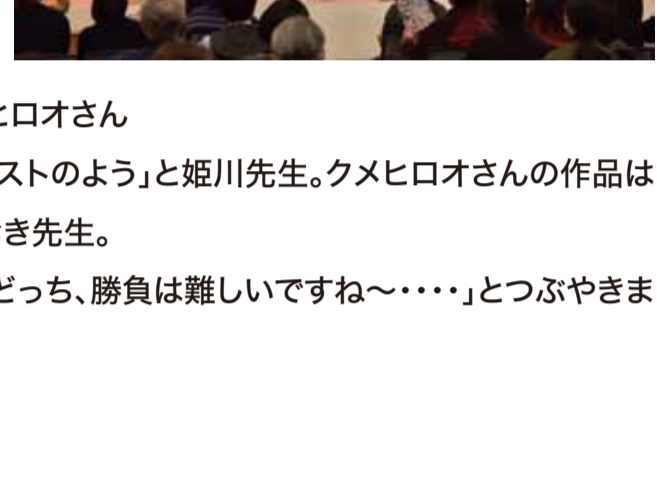 ヒロオさん
ストのよう」と姫川先生。クメヒロオさんの作品は
き先生。
どっち、勝負は難しいですね〜・・・・」とつぶやきま